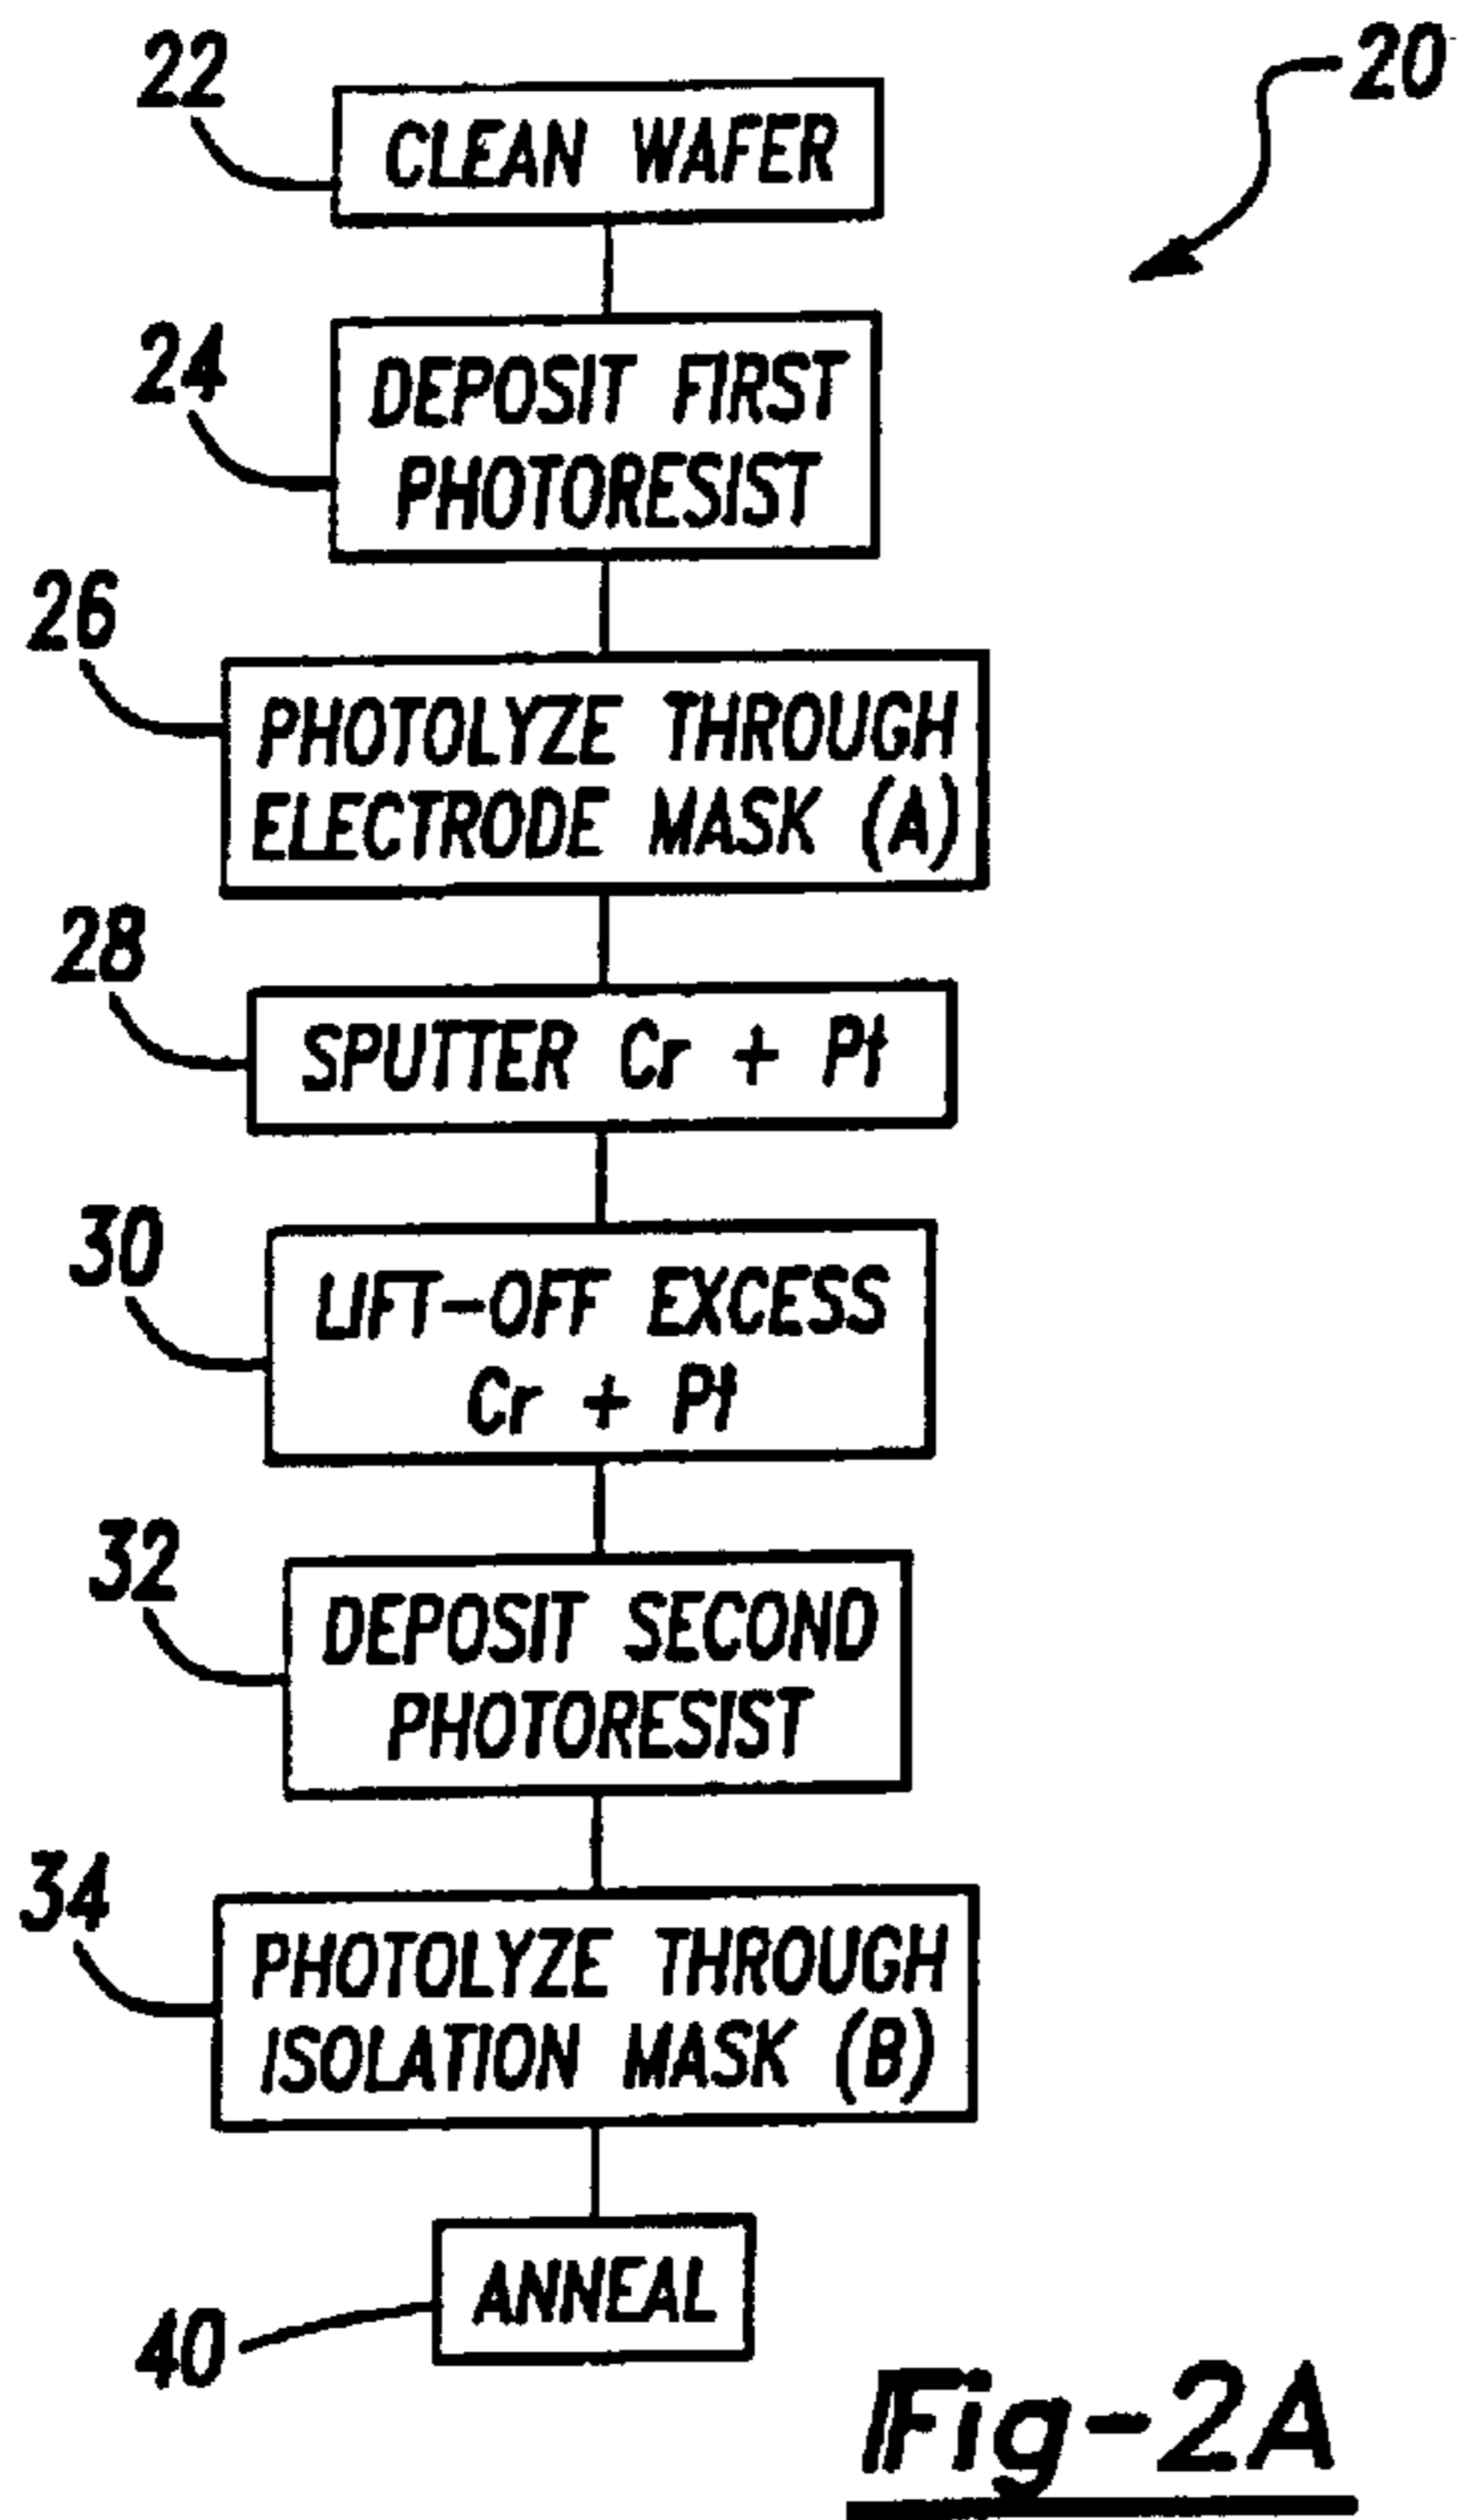 22
20
CLEAN WAFER
24
DEPOSIT FIRST
PHOTORESIST
26
PHOTOLYZE THROUGH
ELECTRODE MASK (A)
28
SPUTTER Cr + Pt
30
LIFT-OFF EXCESS
Cr + Pt
32
DEPOSIT SECOND
PHOTORESIST
34
PHOTOLYZE THROUGH
ISOLATION MASK (B)
ANNEAL
40
Fig-2A